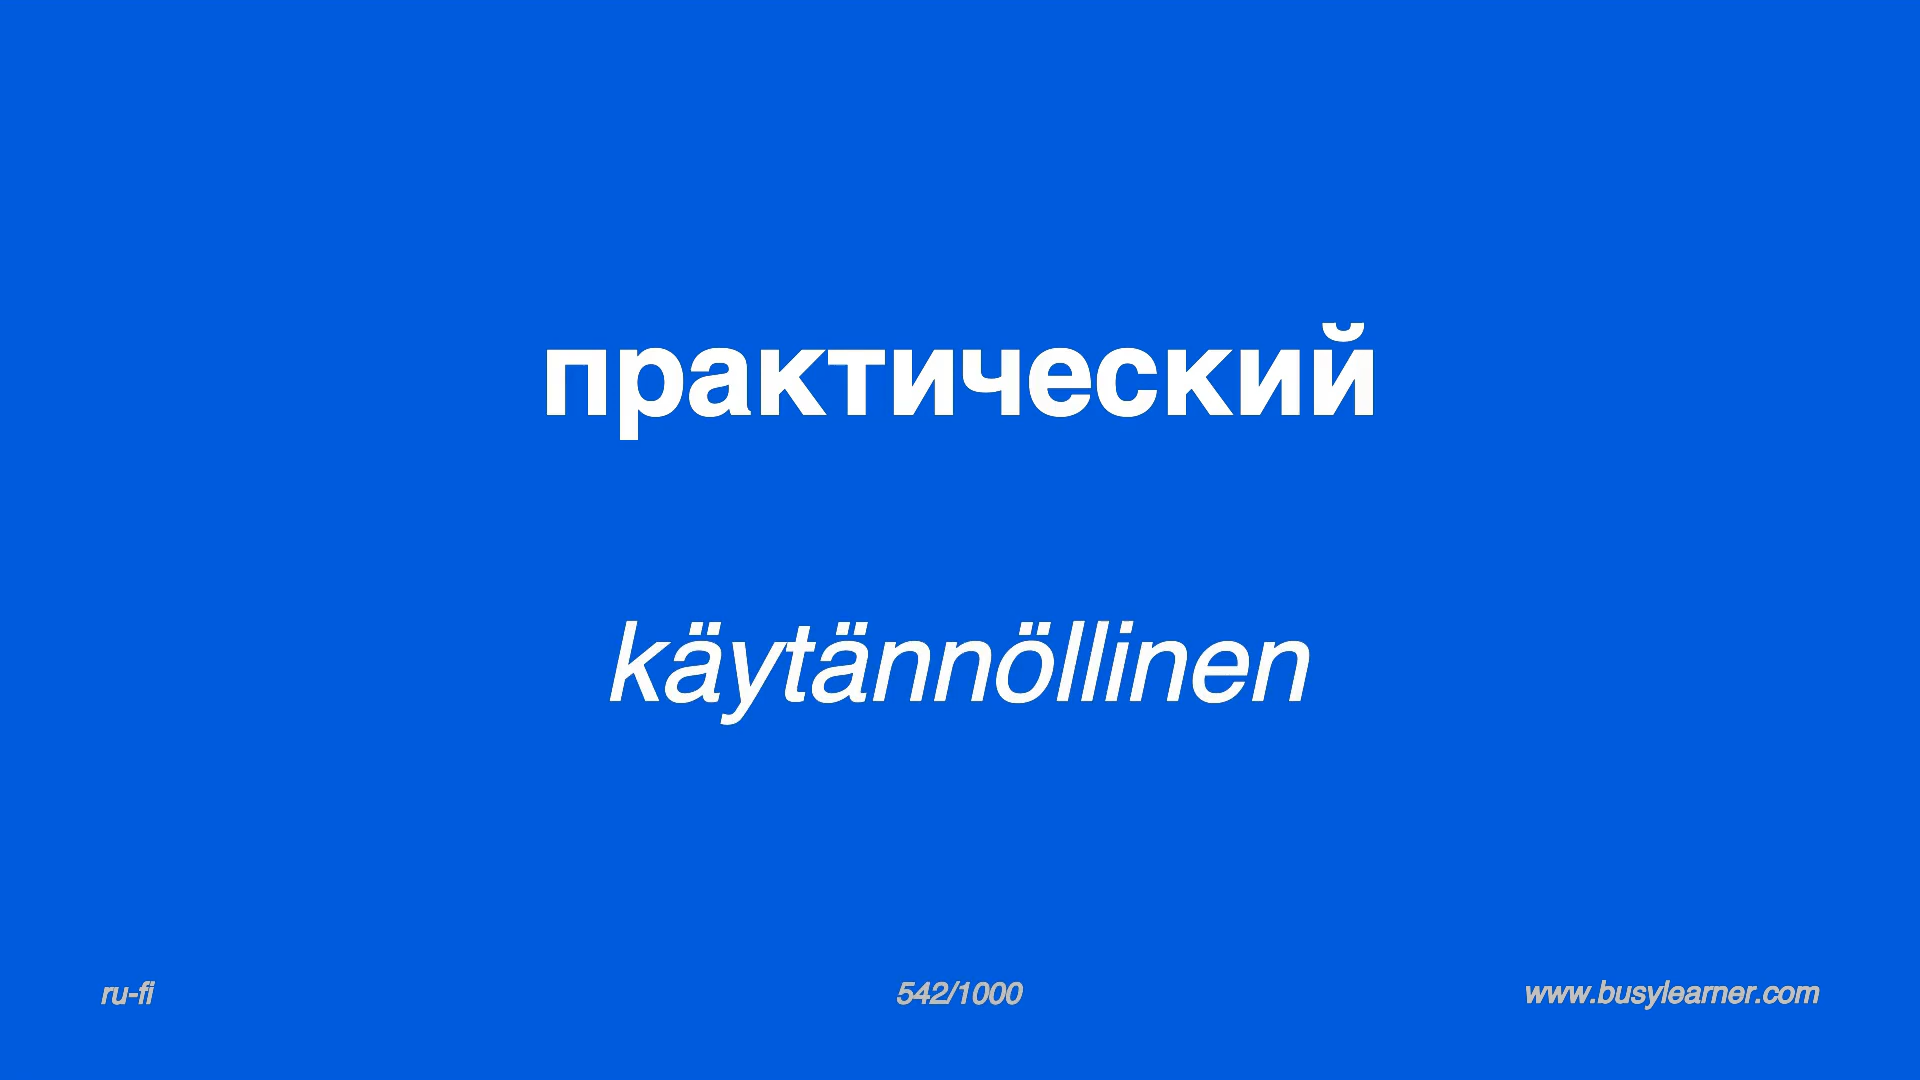 практический
käytännöllinen
ru-fi
542/1000
www.busylearner.com